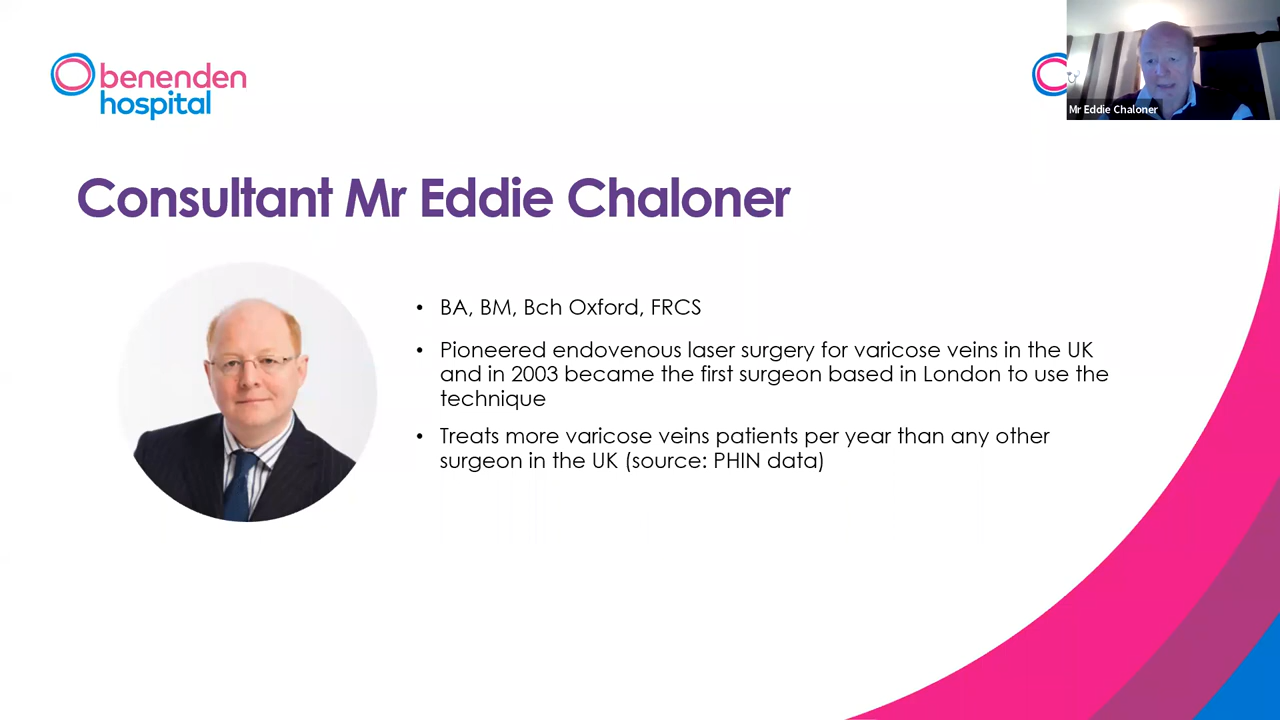 benenden
hospital
Mr Eddie Chaloner
Consultant Mr Eddie Chaloner
• BA, BM, Bch Oxford, FRCS
• Pioneered endovenous laser surgery for varicose veins in the UK
and in 2003 became the first surgeon based in London to use the
technique
• Treats more varicose veins patients per year than any other
surgeon in the UK (source: PHIN data)